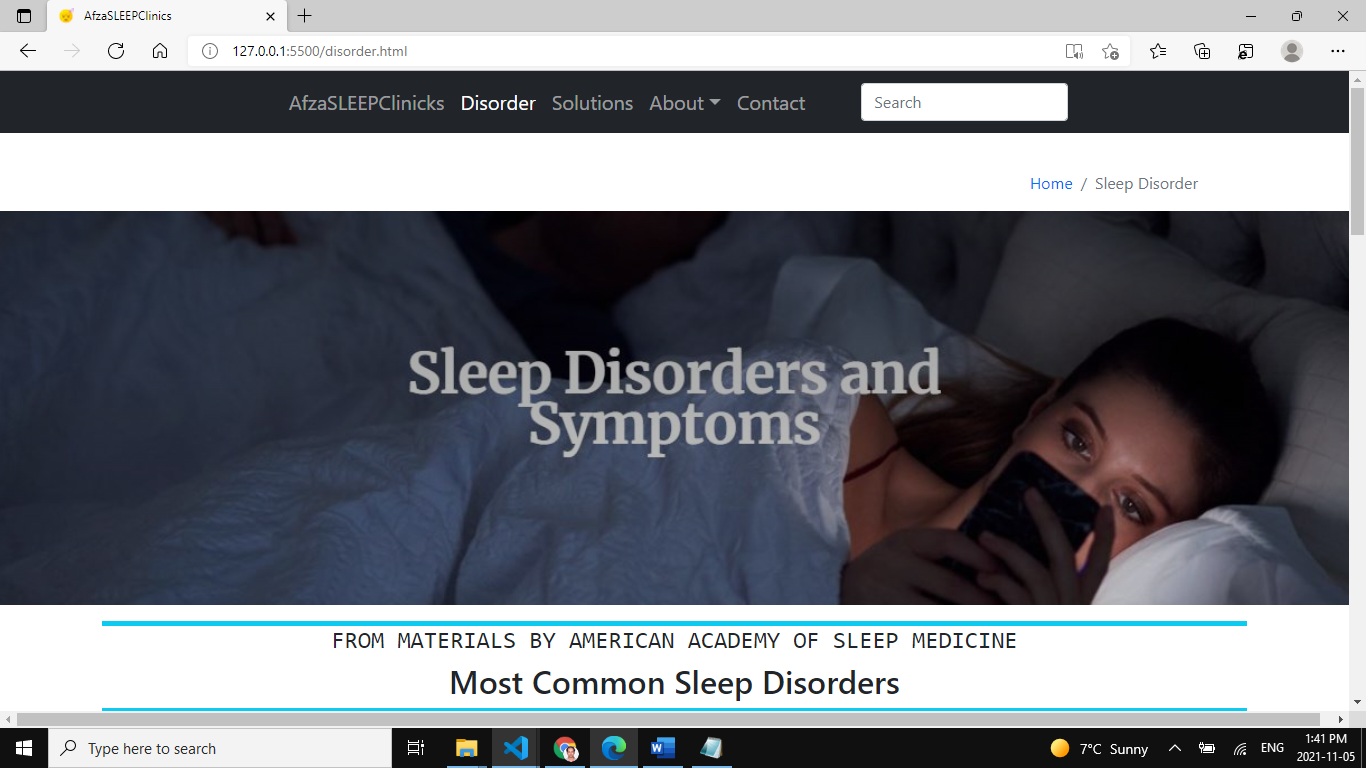 AfzaSLEEPClinics
127.0.0.1:5500/disorder.html
AfzaSLEEPClinicks Disorder Solutions About Contact Search
Home / Sleep Disorder
Sleep Disorders and
Symptoms
FROM MATERIALS BY AMERICAN ACADEMY OF SLEEP MEDICINE
Most Common Sleep Disorders
Type here to search
7°C Sunny
ENG
1:41 PM
2021-11-05